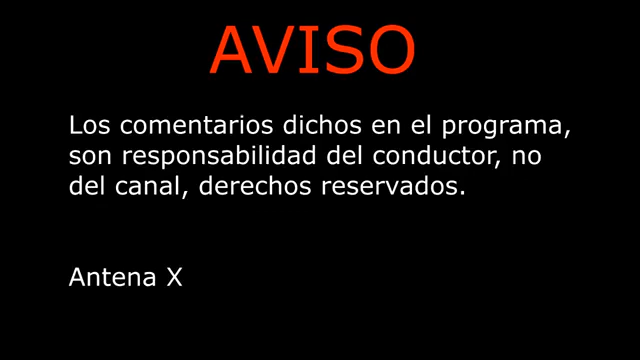 AVISO
Los comentarios dichos en el programa,
son responsabilidad del conductor, no
del canal, derechos reservados.
Antena X